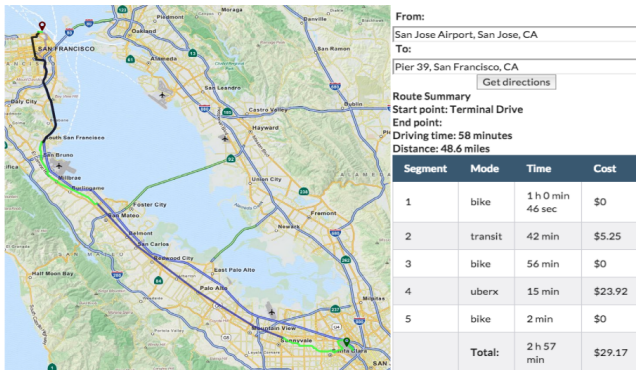 Moraga
Piedmont
Danville
Oakland
SAN FRANCISCO
Alameda
San Ramon
San Leandro
Daly City
Castro Valley
Dublin
Hayward
South San Francisco
San Bruno
Millbrae
Burlingame
Union City
Foster City
San Mateo
Fremont
Belmont
Newark
San Carlos
Redwood City
East Palo Alto
Half Moon Bay
Palo Alto
Milpitas
Mountain View
Sunnyvale
Santa Clara
SAN
From:
San Jose Airport, San Jose, CA
To:
Pier 39, San Francisco, CA
Get directions
Route Summary
Start point: Terminal Drive
End point:
Driving time: 58 minutes
Distance: 48.6 miles
Segment Mode Time Cost
1 bike 1 h 0 min 46 sec $0
2 transit 42 min $5.25
3 bike 56 min $0
4 uberx 15 min $23.92
5 bike 2 min $0
Total: 2 h 57 min $29.17